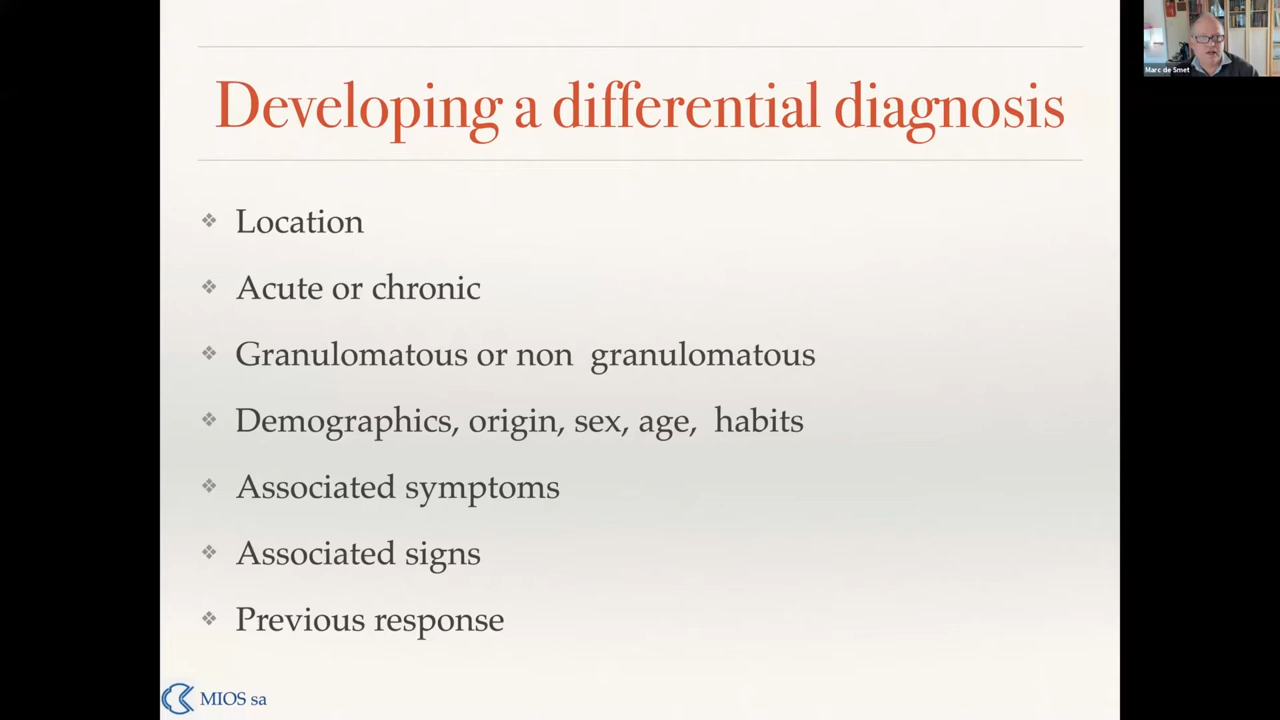 Developing a differential diagnosis
Marc de Smet
❖ Location
❖ Acute or chronic
❖ Granulomatous or non  granulomatous
❖ Demographics, origin, sex, age,  habits
❖ Associated symptoms
❖ Associated signs
❖ Previous response
MIOS sa